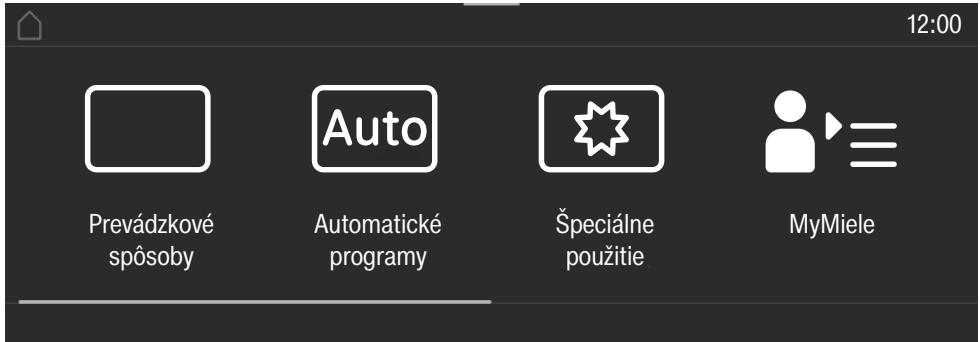 12:00
Auto
Prevádzkové
spôsoby
Automatické
programy
Špeciálne
použitie
MyMiele